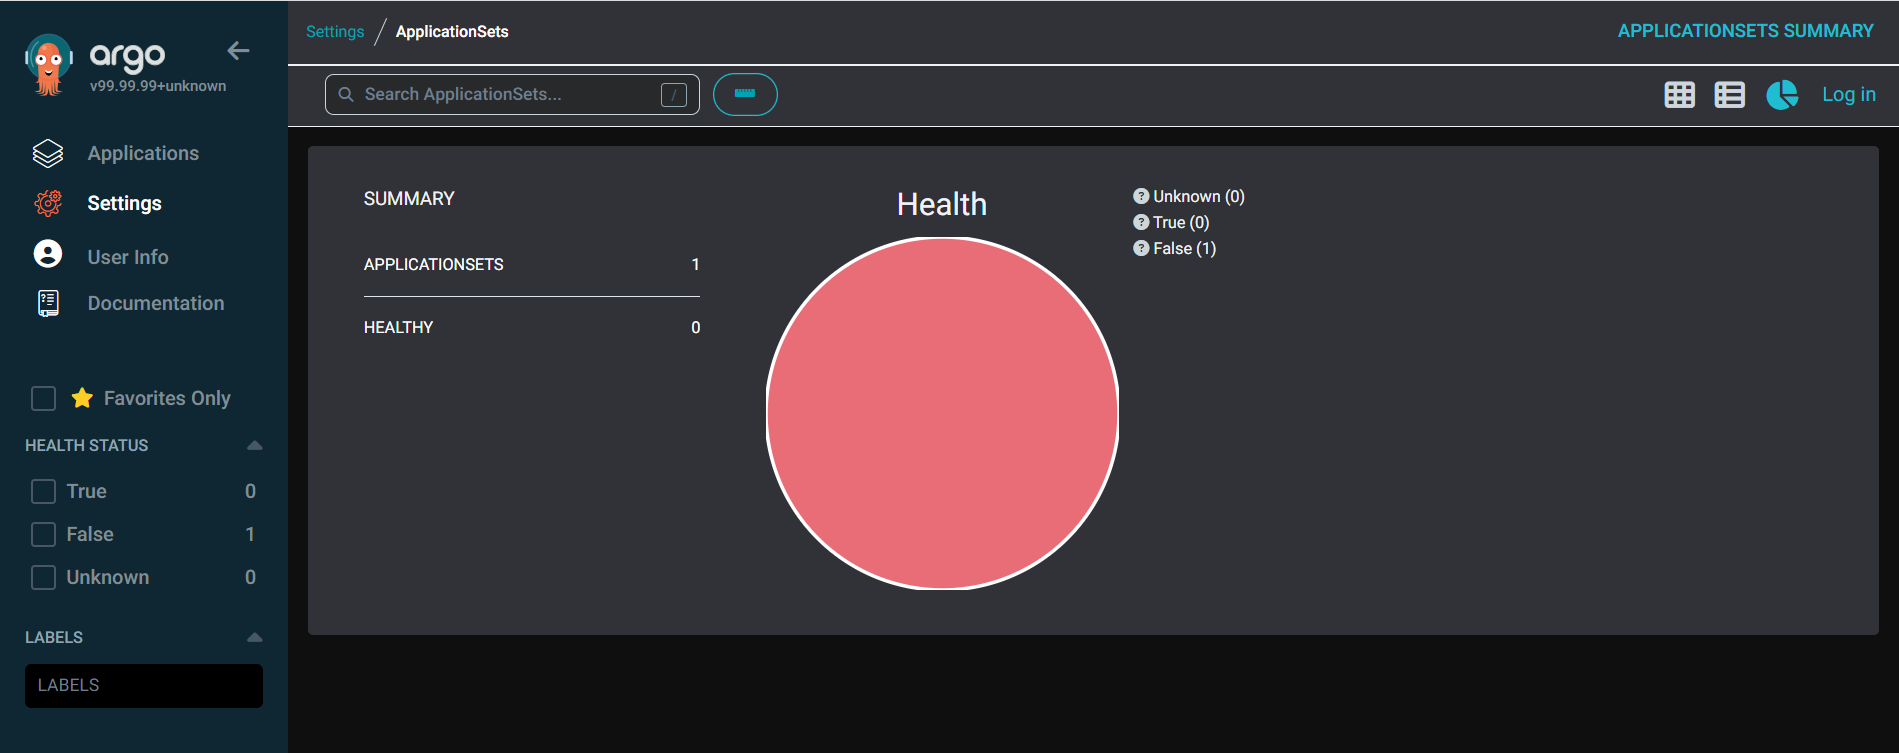 argo
v99.99.99+unknown
Applications
Settings
User Info
Documentation
Favorites Only
HEALTH STATUS
True 0
False 1
Unknown 0
LABELS
LABELS
Settings / ApplicationSets
APPLICATIONSETS SUMMARY
Search ApplicationSets... /
Log in
SUMMARY
APPLICATIONSETS 1
HEALTHY 0
Health
? Unknown (0)
? True (0)
? False (1)